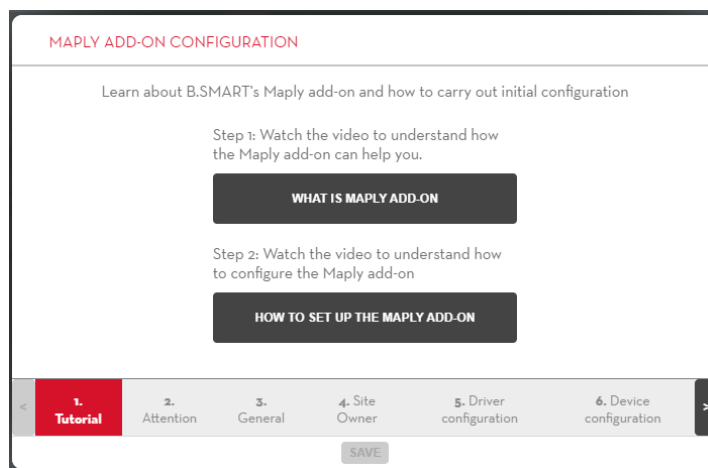 MAPLY ADD-ON CONFIGURATION
Learn about B.SMART's Maply add-on and how to carry out initial configuration
Step 1: Watch the video to understand how
the Maply add-on can help you.
WHAT IS MAPLY ADD-ON
Step 2: Watch the video to understand how
to configure the Maply add-on
HOW TO SET UP THE MAPLY ADD-ON
<
1.
Tutorial
2.
Attention
3.
General
4. Site
Owner
5. Driver
configuration
6. Device
configuration
>
SAVE